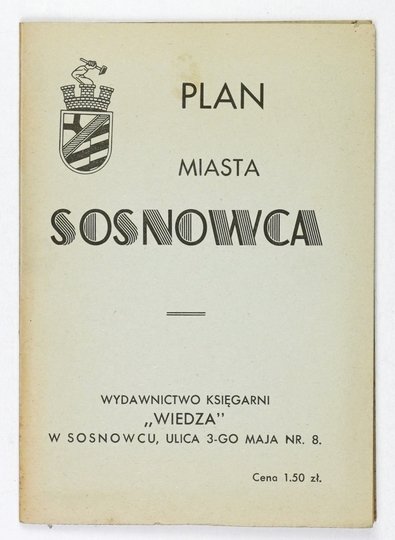 PLAN
MIASTA
SOSNOWCA
WYDAWNICTWO KSIĘGARNI
„WIEDZA”
W SOSNOWCU, ULICA 3-GO MAJA NR. 8.
Cena 1.50 zł.